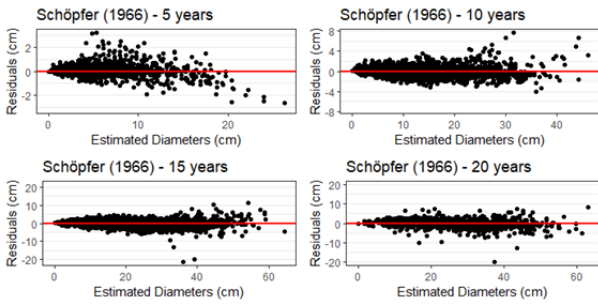 Schöpfer (1966) - 5 years
Residuals (cm)
2
0
-2
0
10
20
Estimated Diameters (cm)
Schöpfer (1966) - 10 years
Residuals (cm)
8
4
0
-4
-8
0
10
20
30
40
Estimated Diameters (cm)
Schöpfer (1966) - 15 years
Residuals (cm)
20
10
0
-10
-20
0
20
40
60
Estimated Diameters (cm)
Schöpfer (1966) - 20 years
Residuals (cm)
20
10
0
-10
-20
0
20
40
60
Estimated Diameters (cm)